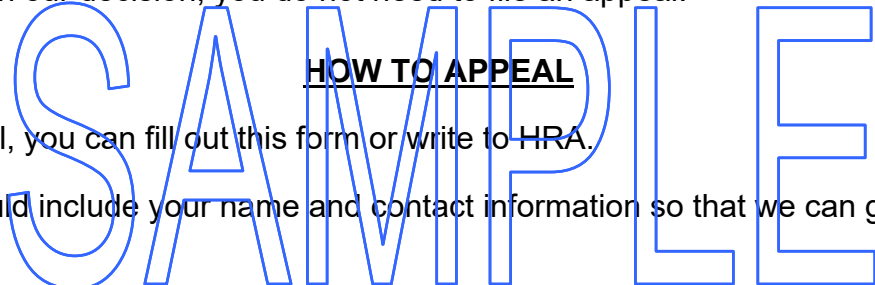 our decision, you do not need to file an appeal.
HOW TO APPEAL
l, you can fill out this form or write to HRA.
uld include your name and contact information so that we can g
SAMPLE